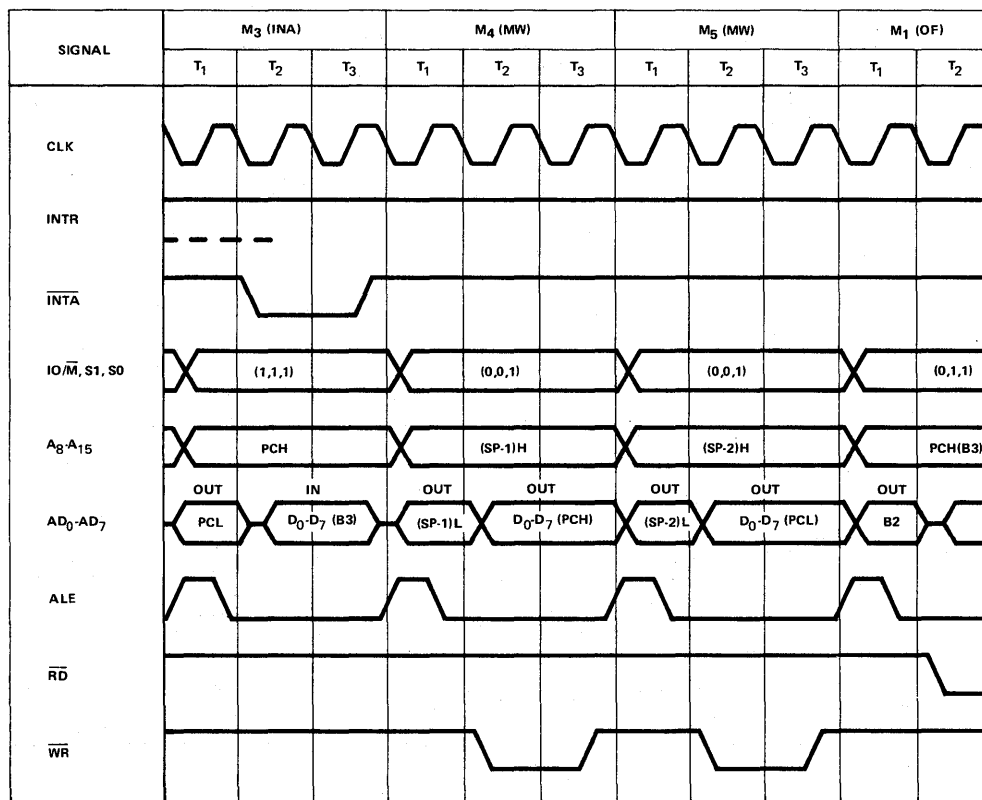 SIGNAL M3 (INA) M4 (MW) M5 (MW) M1 (OF)
T1 T2 T3 T1 T2 T3 T1 T2 T3 T1 T2
CLK
INTR
INTA
IO/M, S1, S0 (1,1,1) (0,0,1) (0,0,1) (0,1,1)
A8-A15 PCH (SP-1)H (SP-2)H PCH(B3)
OUT IN OUT OUT OUT OUT OUT
AD0-AD7 PCL D0-D7 (B3) (SP-1)L D0-D7 (PCH) (SP-2)L D0-D7 (PCL) B2
ALE
RD
WR